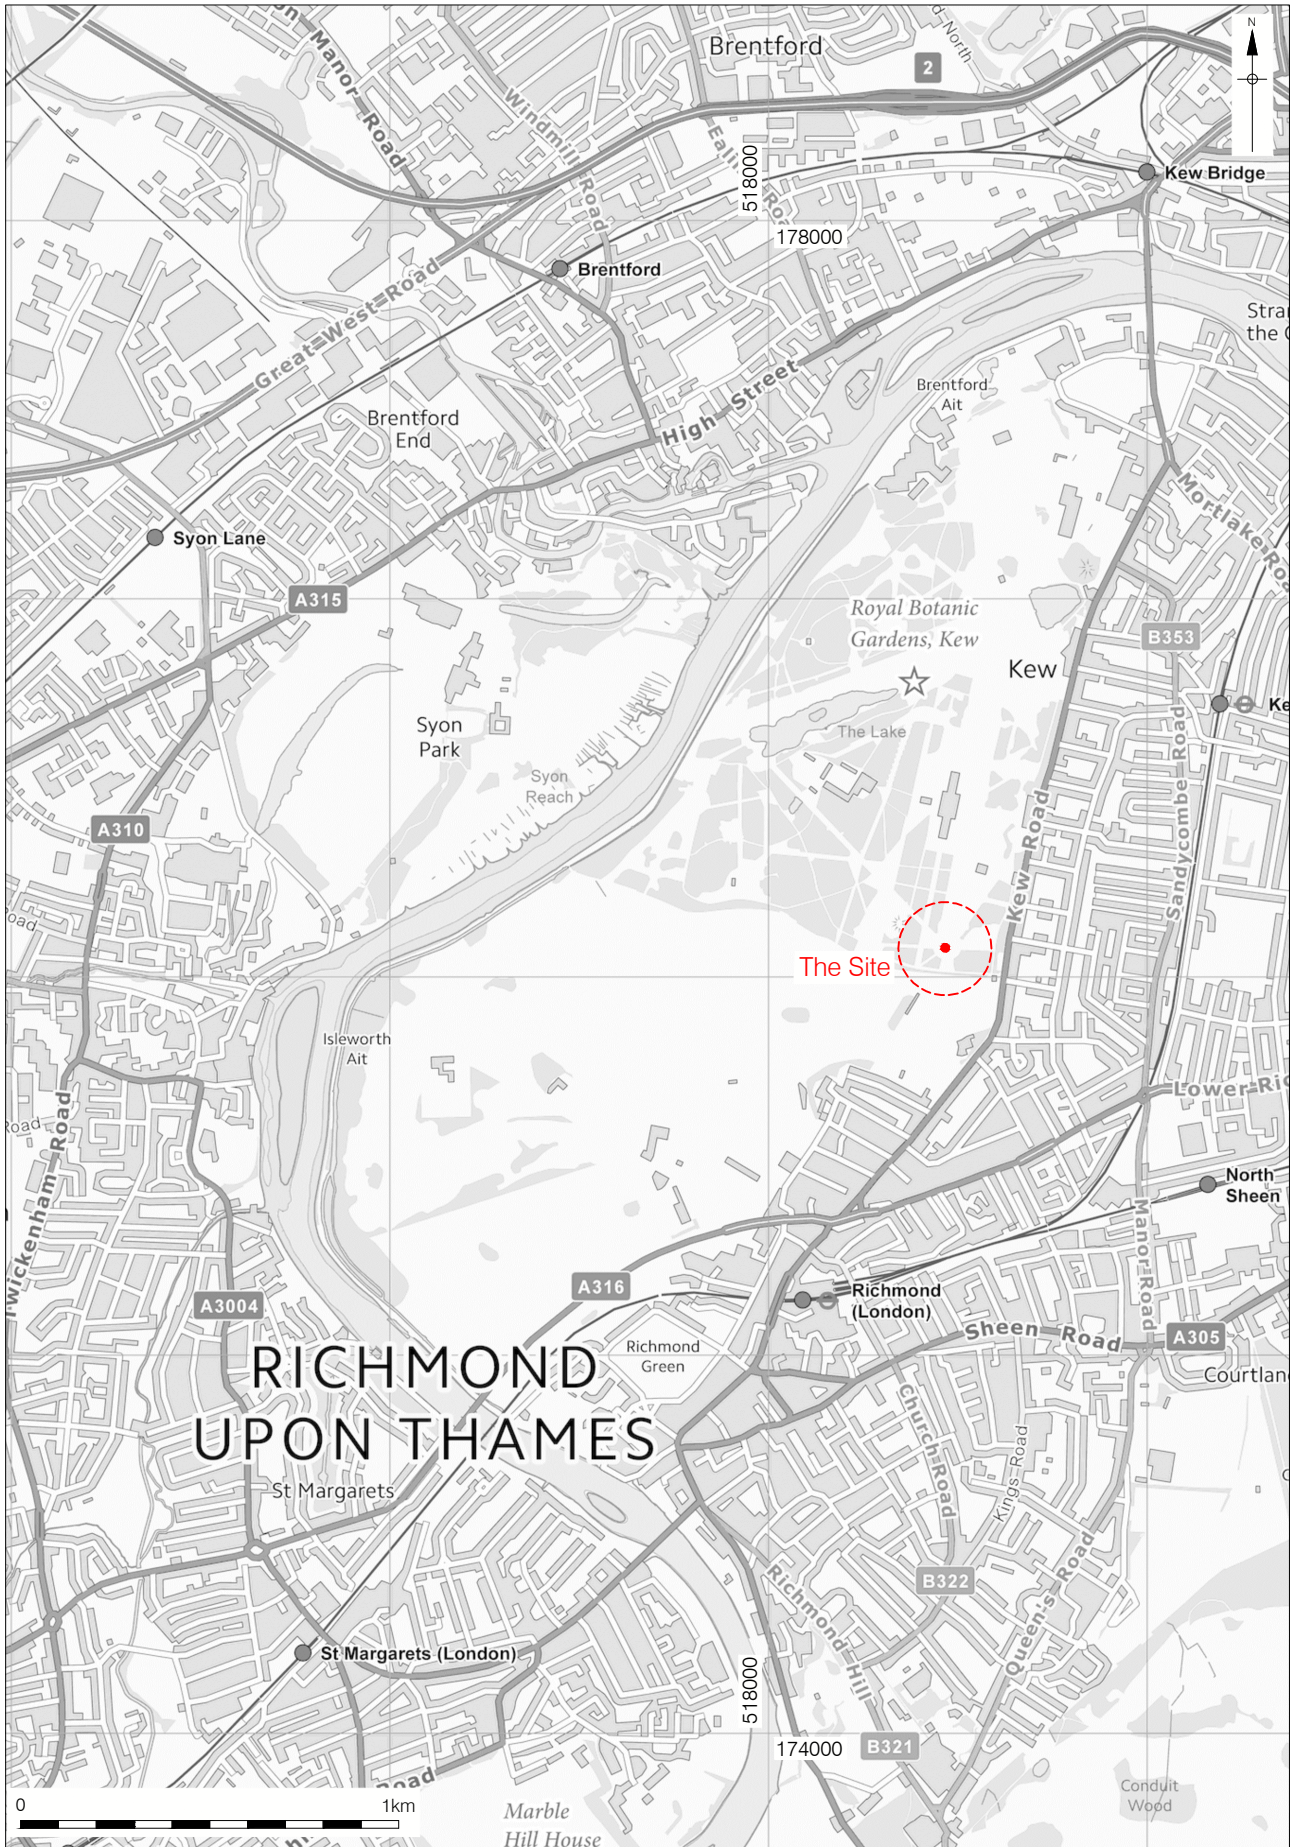 Brentford
2
N
Manor Road
Windmill Road
518000
Kew Bridge
178000
Brentford
Great West Road
the
Brentford
Ait
High Street
Brentford
End
Mortlake
Syon Lane
A315
Royal Botanic
Gardens, Kew
B353
Kew
Syon
Park
The Lake
Syon
Reach
A310
Kew Road
Sandycombe Road
The Site
Isleworth
Ait
Lower
Road
Twickenham Road
North
Sheen
Manor Road
A316
Richmond
(London)
A3004
Sheen Road
A305
Richmond
Green
RICHMOND
UPON THAMES
Church Road
Kings Road
St Margarets
Richmond Hill
B322
Queen's Road
St Margarets (London)
518000
174000
B321
Road
0
1km
Marble
Hill House
Conduit
Wood